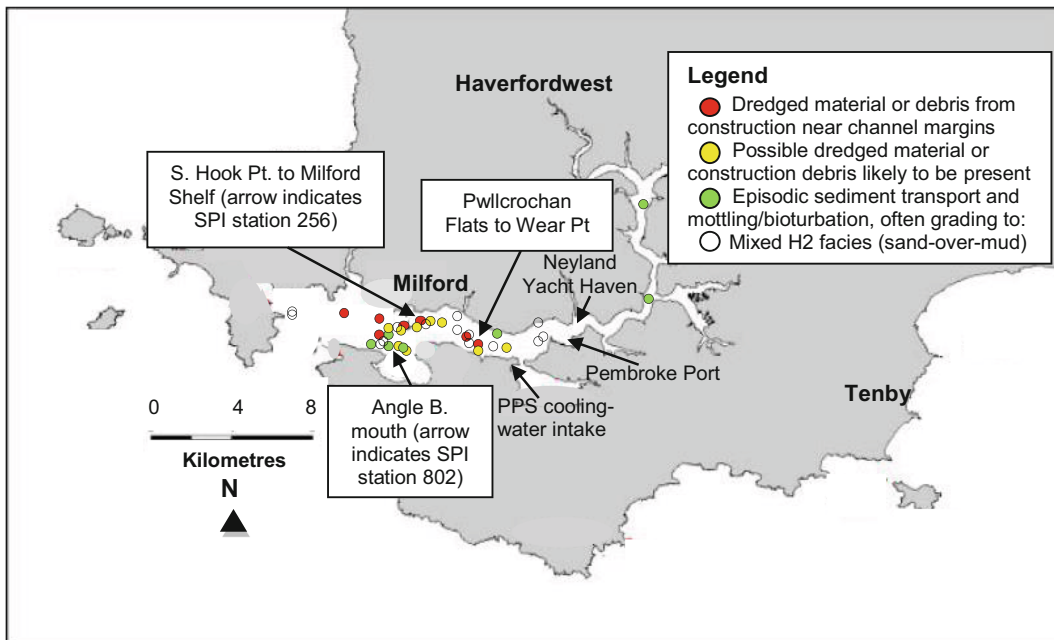 Haverfordwest
Legend
Dredged material or debris from
construction near channel margins
Possible dredged material or
construction debris likely to be present
Episodic sediment transport and
mottling/bioturbation, often grading to:
Mixed H2 facies (sand-over-mud)
S. Hook Pt. to Milford
Shelf (arrow indicates
SPI station 256)
Pwllcrochan
Flats to Wear Pt
Neyland
Yacht Haven
Milford
Pembroke Port
Tenby
PPS cooling-
water intake
Angle B.
mouth (arrow
indicates SPI
station 802)
0 4 8
Kilometres
N